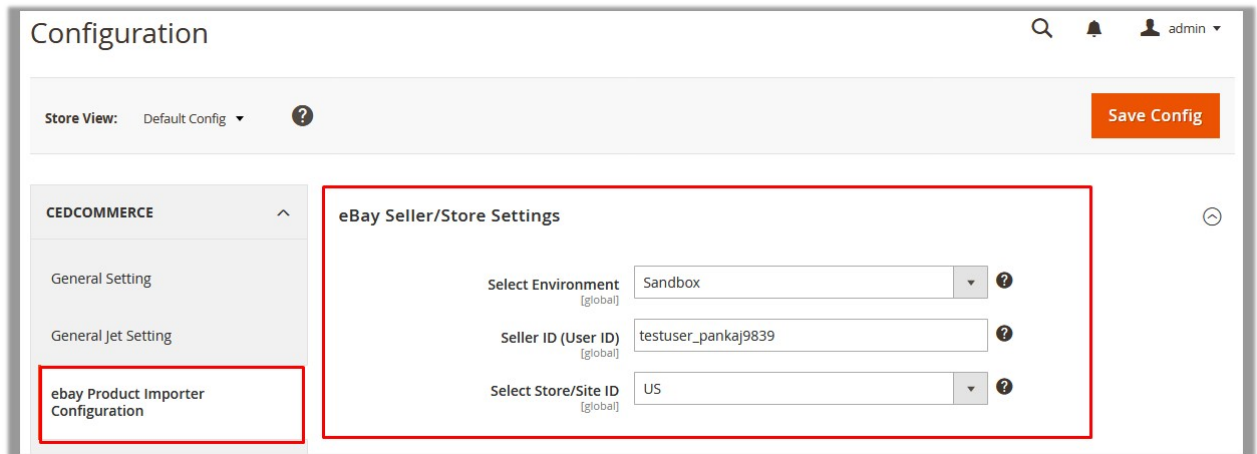 Configuration
admin
Store View: Default Config
Save Config
CEDCOMMERCE
General Setting
General Jet Setting
ebay Product Importer
Configuration
eBay Seller/Store Settings
Select Environment Sandbox
[global]
Seller ID (User ID) testuser_pankaj9839
[global]
Select Store/Site ID US
[global]